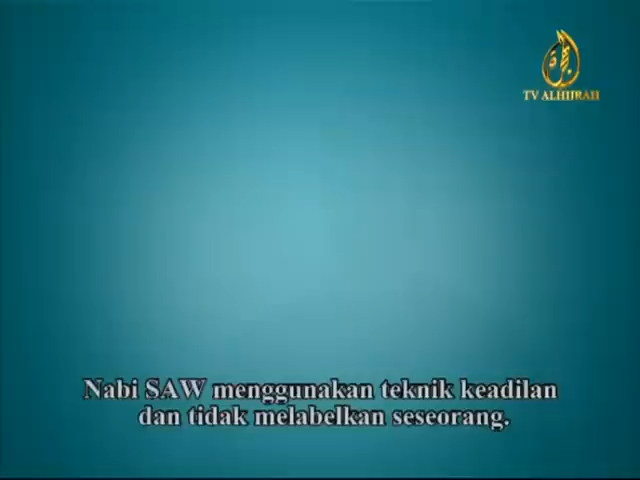 TV ALHIJRAH
Nabi SAW menggunakan teknik keadilan
dan tidak melabelkan seseorang.